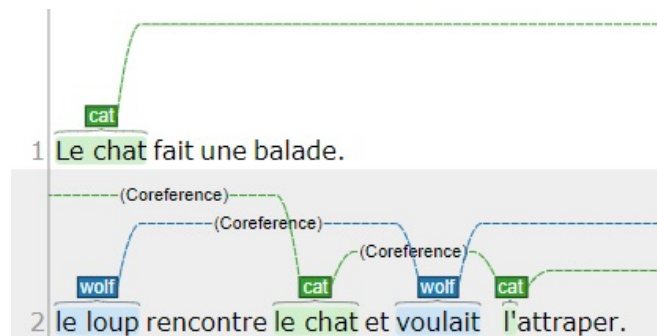 cat
1 Le chat fait une balade.
(Coreference)
(Coreference)
(Coreference)
wolf cat wolf cat
2 le loup rencontre le chat et voulait l'attraper.